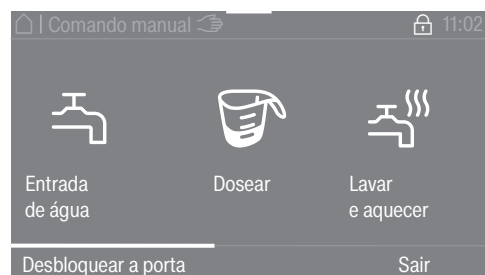 | Comando manual 11:02
Entrada
de água
Dosear
Lavar
e aquecer
Desbloquear a porta Sair